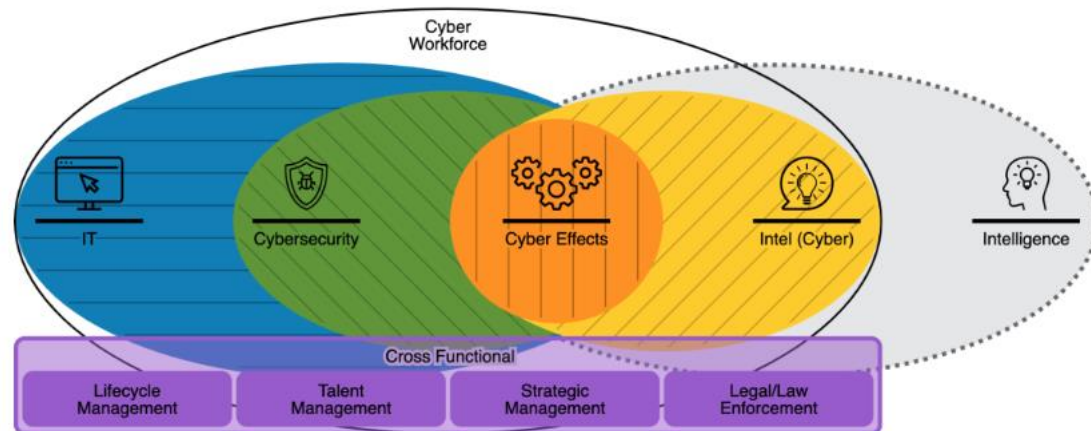 Cyber
Workforce
IT
Cybersecurity
Cyber Effects
Intel (Cyber)
Intelligence
Cross Functional
Lifecycle
Management
Talent
Management
Strategic
Management
Legal/Law
Enforcement